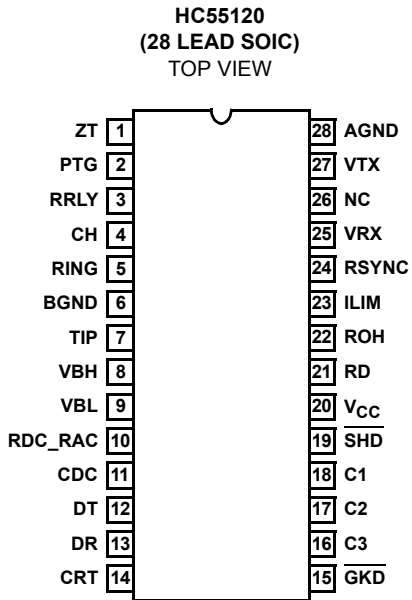 HC55120
(28 LEAD SOIC)
TOP VIEW
ZT 1 28 AGND
PTG 2 27 VTX
RRLY 3 26 NC
CH 4 25 VRX
RING 5 24 RSYNC
BGND 6 23 ILIM
TIP 7 22 ROH
VBH 8 21 RD
VBL 9 20 VCC
RDC_RAC 10 19 SHD
CDC 11 18 C1
DT 12 17 C2
DR 13 16 C3
CRT 14 15 GKD